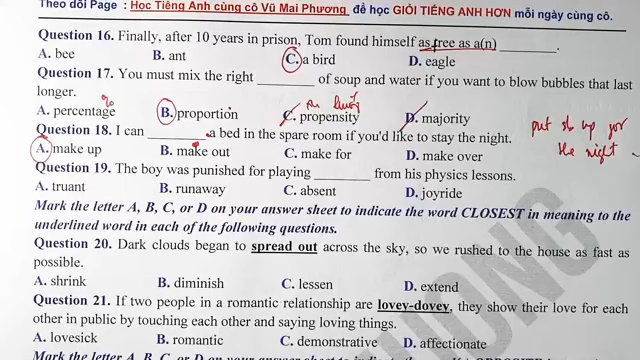 Theo dõi Page : Học Tiếng Anh cùng cô Vũ Mai Phương để học GIỎI TIẾNG ANH HƠN mỗi ngày cùng cô.
Question 16. Finally, after 10 years in prison, Tom found himself as free as a(n) __________.
A. bee B. ant C. a bird D. eagle
Question 17. You must mix the right ________ of soup and water if you want to blow bubbles that last
longer.
A. percentage % B. proportion C. propensity D. majority
Question 18. I can ________ a bed in the spare room if you'd like to stay the night.
put sb up for
the night
A. make up B. make out C. make for D. make over
Question 19. The boy was punished for playing ________ from his physics lessons.
A. truant B. runaway C. absent D. joyride
Mark the letter A, B, C, or D on your answer sheet to indicate the word CLOSEST in meaning to the
underlined word in each of the following questions.
Question 20. Dark clouds began to spread out across the sky, so we rushed to the house as fast as
possible.
A. shrink B. diminish C. lessen D. extend
Question 21. If two people in a romantic relationship are lovey-dovey, they show their love for each
other in public by touching each other and saying loving things.
A. lovesick B. romantic C. demonstrative D. affectionate